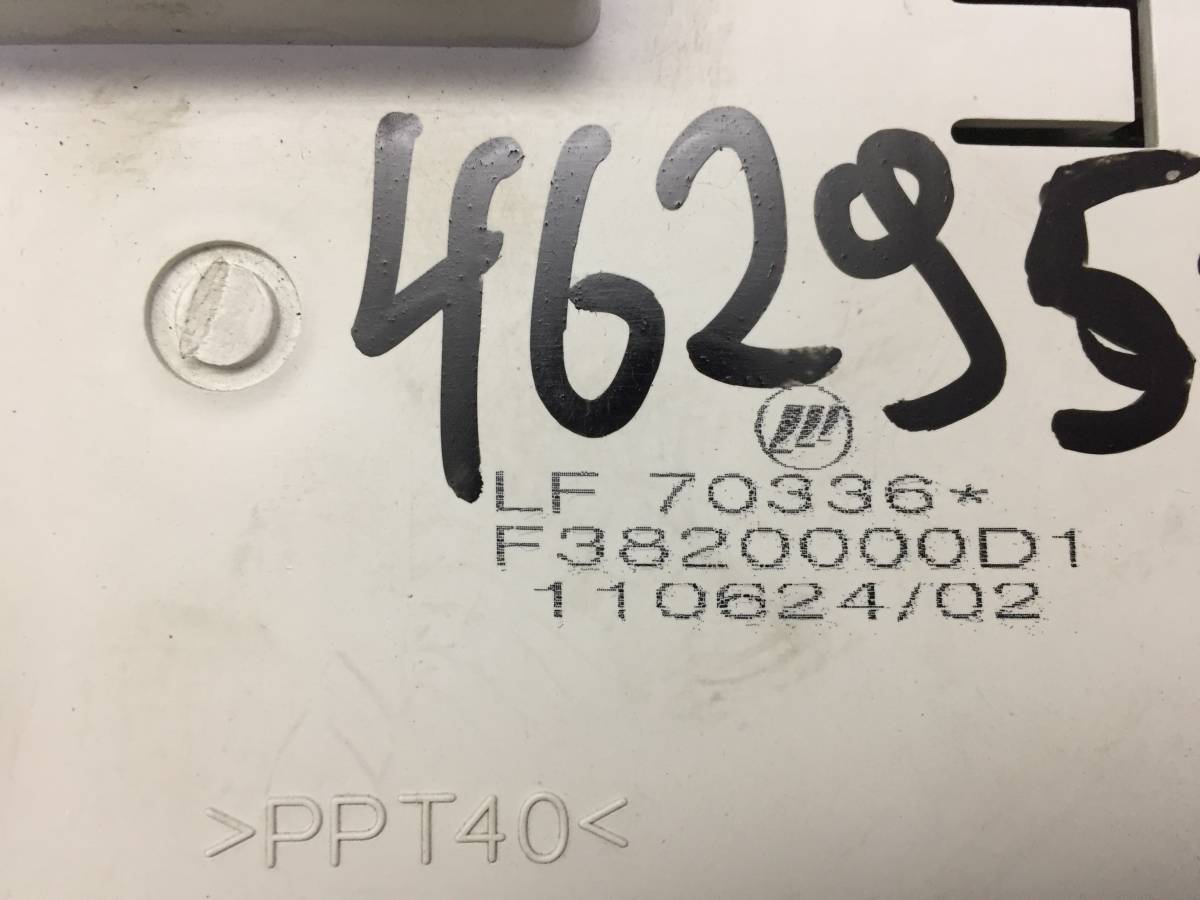 46295
LF 70336*
F3820000D1
110624/02
>PPT40<